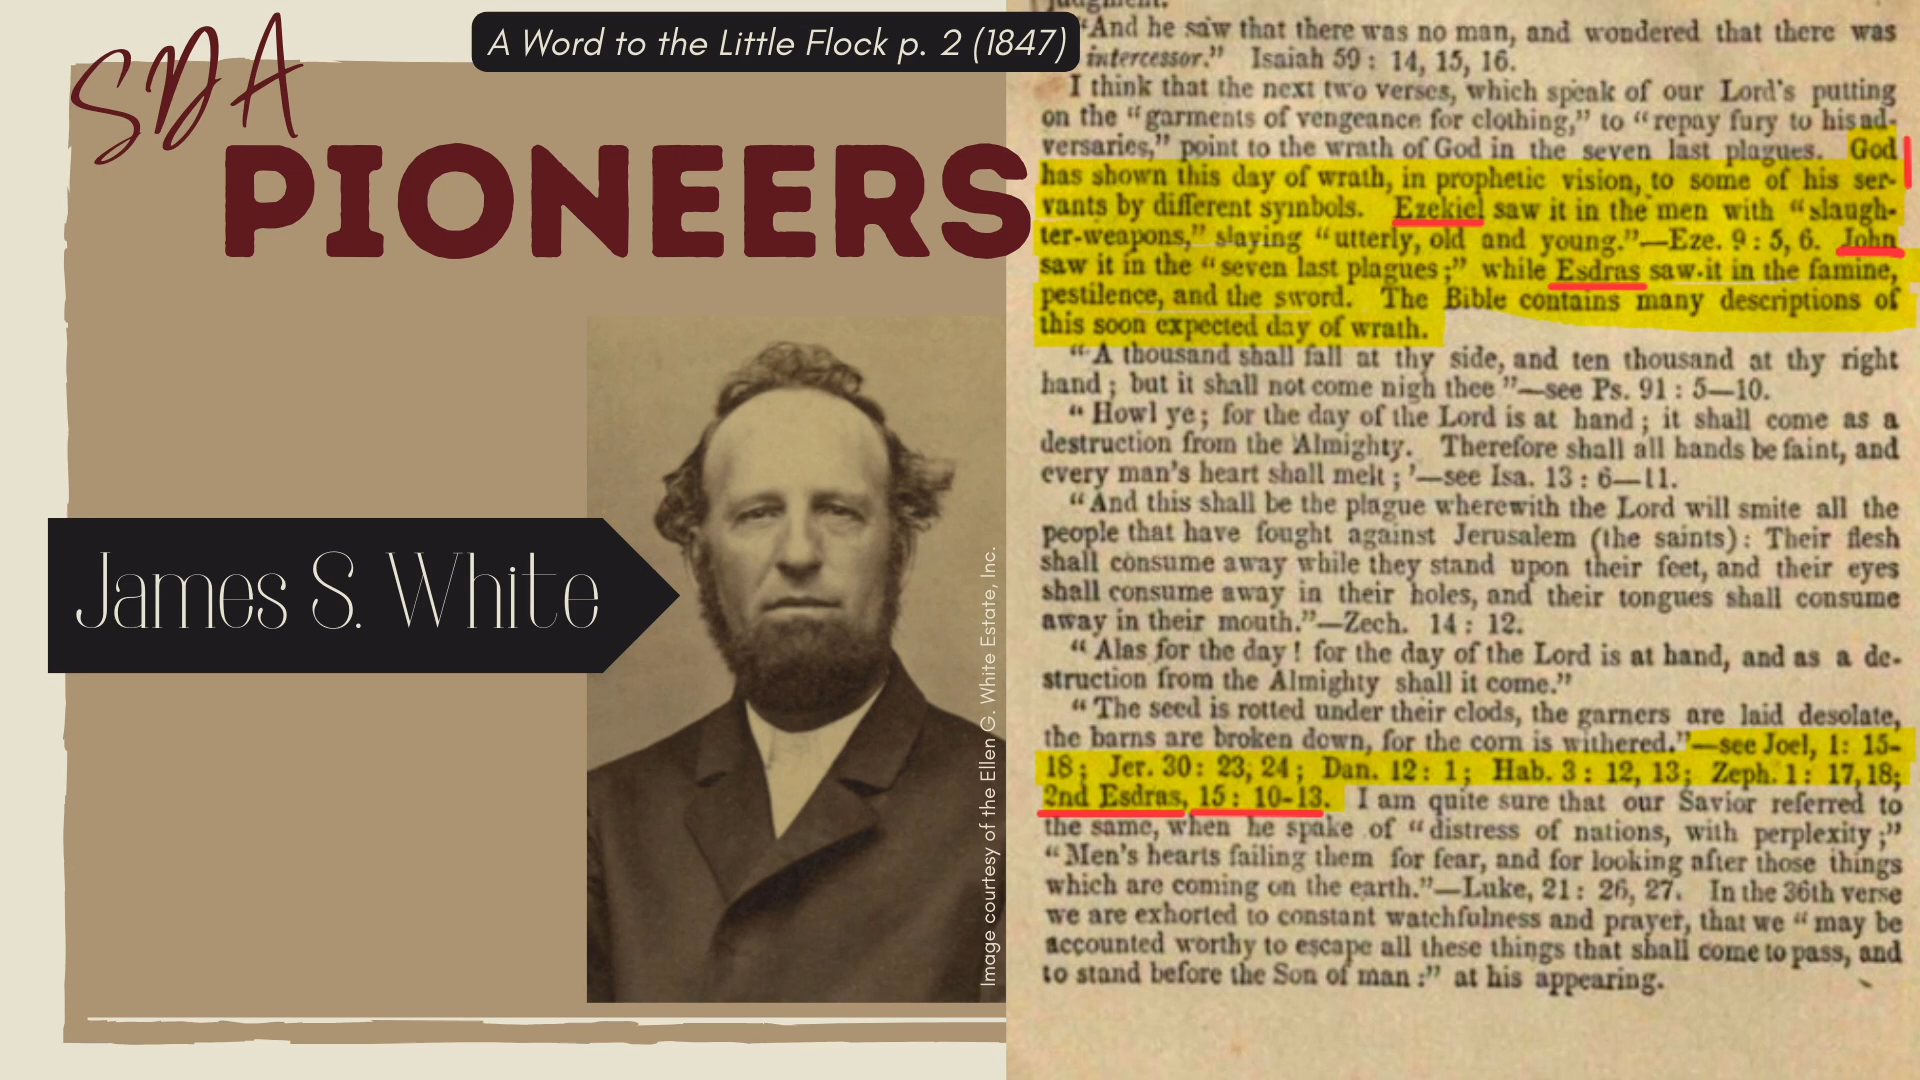 SDA
PIONEERS
A Word to the Little Flock p. 2 (1847)
James S. White
Image courtesy of the Ellen G. White Estate, Inc.
judgment.
"And he saw that there was no man, and wondered that there was
intercessor." Isaiah 59 : 14, 15, 16.
I think that the next two verses, which speak of our Lord's putting
on the "garments of vengeance for clothing," to "repay fury to his ad-
versaries," point to the wrath of God in the seven last plagues. God
has shown this day of wrath, in prophetic vision, to some of his ser-
vants by different symbols. Ezekiel saw it in the men with "slaugh-
ter-weapons," slaying "utterly, old and young."—Eze. 9 : 5, 6. John
saw it in the "seven last plagues ;" while Esdras saw it in the famine,
pestilence, and the sword. The Bible contains many descriptions of
this soon expected day of wrath.
"A thousand shall fall at thy side, and ten thousand at thy right
hand ; but it shall not come nigh thee "—see Ps. 91 : 5—10.
"Howl ye ; for the day of the Lord is at hand ; it shall come as a
destruction from the Almighty. Therefore shall all hands be faint, and
every man's heart shall melt ; '—see Isa. 13 : 6—11.
"And this shall be the plague wherewith the Lord will smite all the
people that have fought against Jerusalem (the saints) : Their flesh
shall consume away while they stand upon their feet, and their eyes
shall consume away in their holes, and their tongues shall consume
away in their mouth."—Zech. 14 : 12.
"Alas for the day ! for the day of the Lord is at hand, and as a de-
struction from the Almighty shall it come."
"The seed is rotted under their clods, the garners are laid desolate,
the barns are broken down, for the corn is withered."—see Joel, 1: 15-
18 ; Jer. 30 : 23, 24 ; Dan. 12 : 1 ; Hab. 3 : 12, 13 ; Zeph. 1 : 17, 18 ;
2nd Esdras, 15 : 10-13. I am quite sure that our Savior referred to
the same, when he spake of "distress of nations, with perplexity ;"
"Men's hearts failing them for fear, and for looking after those things
which are coming on the earth."—Luke, 21 : 26, 27. In the 36th verse
we are exhorted to constant watchfulness and prayer, that we "may be
accounted worthy to escape all these things that shall come to pass, and
to stand before the Son of man :" at his appearing.